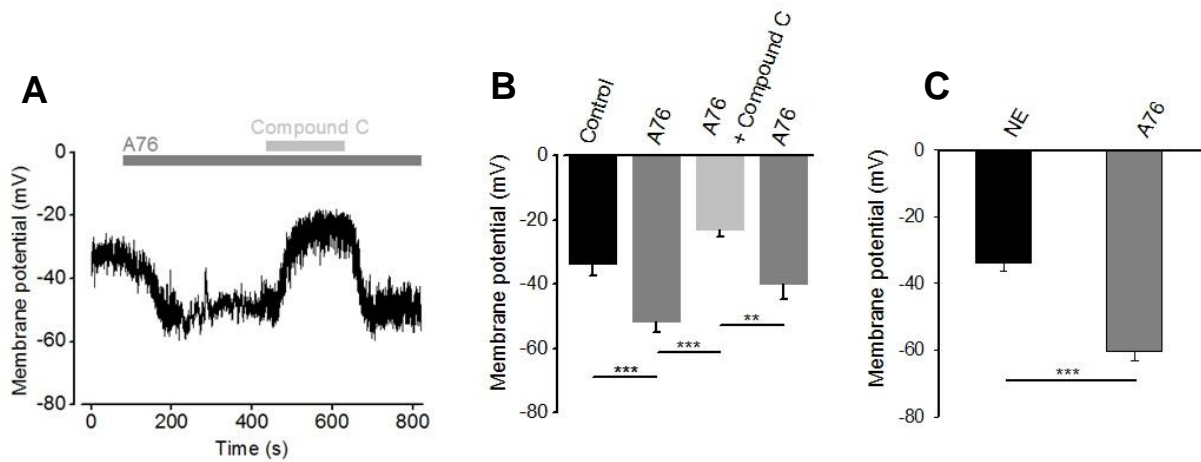 A
Compound C
A76
0
-20
-40
-60
-80
Membrane potential (mV)
0 200 400 600 800
Time (s)
B
Control
A76
A76
+ Compound C
A76
0
-20
-40
-60
-80
Membrane potential (mV)
***
***
**
C
NE
A76
0
-20
-40
-60
-80
Membrane potential (mV)
***